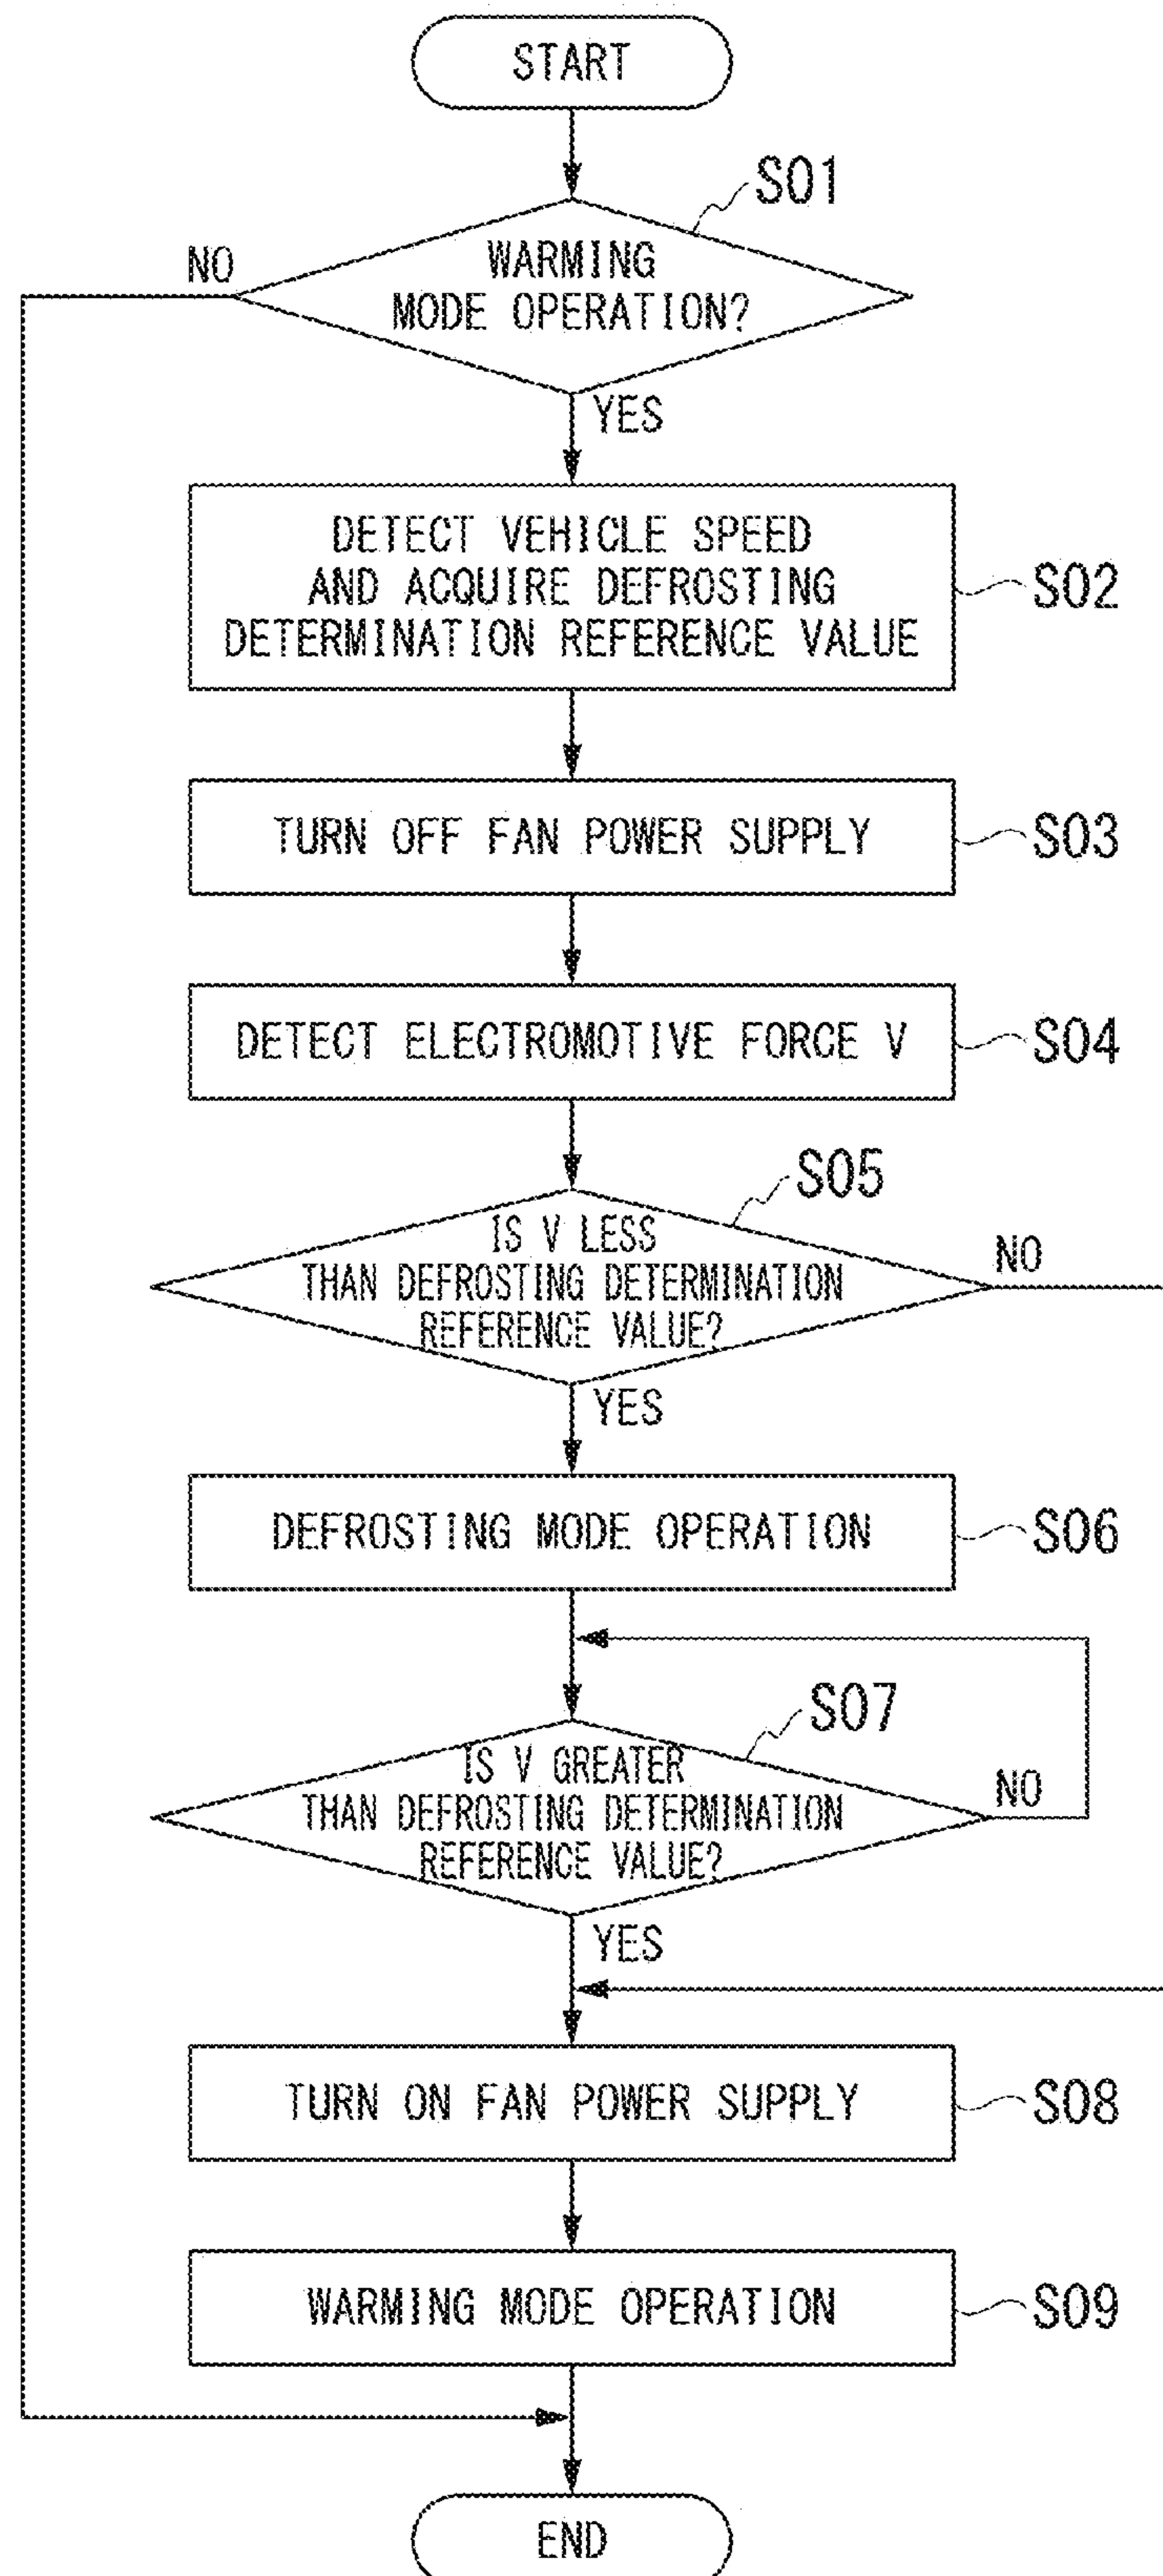 START
S01
NO
WARMING
MODE OPERATION?
YES
DETECT VEHICLE SPEED
AND ACQUIRE DEFROSTING
DETERMINATION REFERENCE VALUE
S02
TURN OFF FAN POWER SUPPLY
S03
DETECT ELECTROMOTIVE FORCE V
S04
S05
IS V LESS
THAN DEFROSTING DETERMINATION
REFERENCE VALUE?
NO
YES
DEFROSTING MODE OPERATION
S06
S07
IS V GREATER
THAN DEFROSTING DETERMINATION
REFERENCE VALUE?
NO
YES
TURN ON FAN POWER SUPPLY
S08
WARMING MODE OPERATION
S09
END